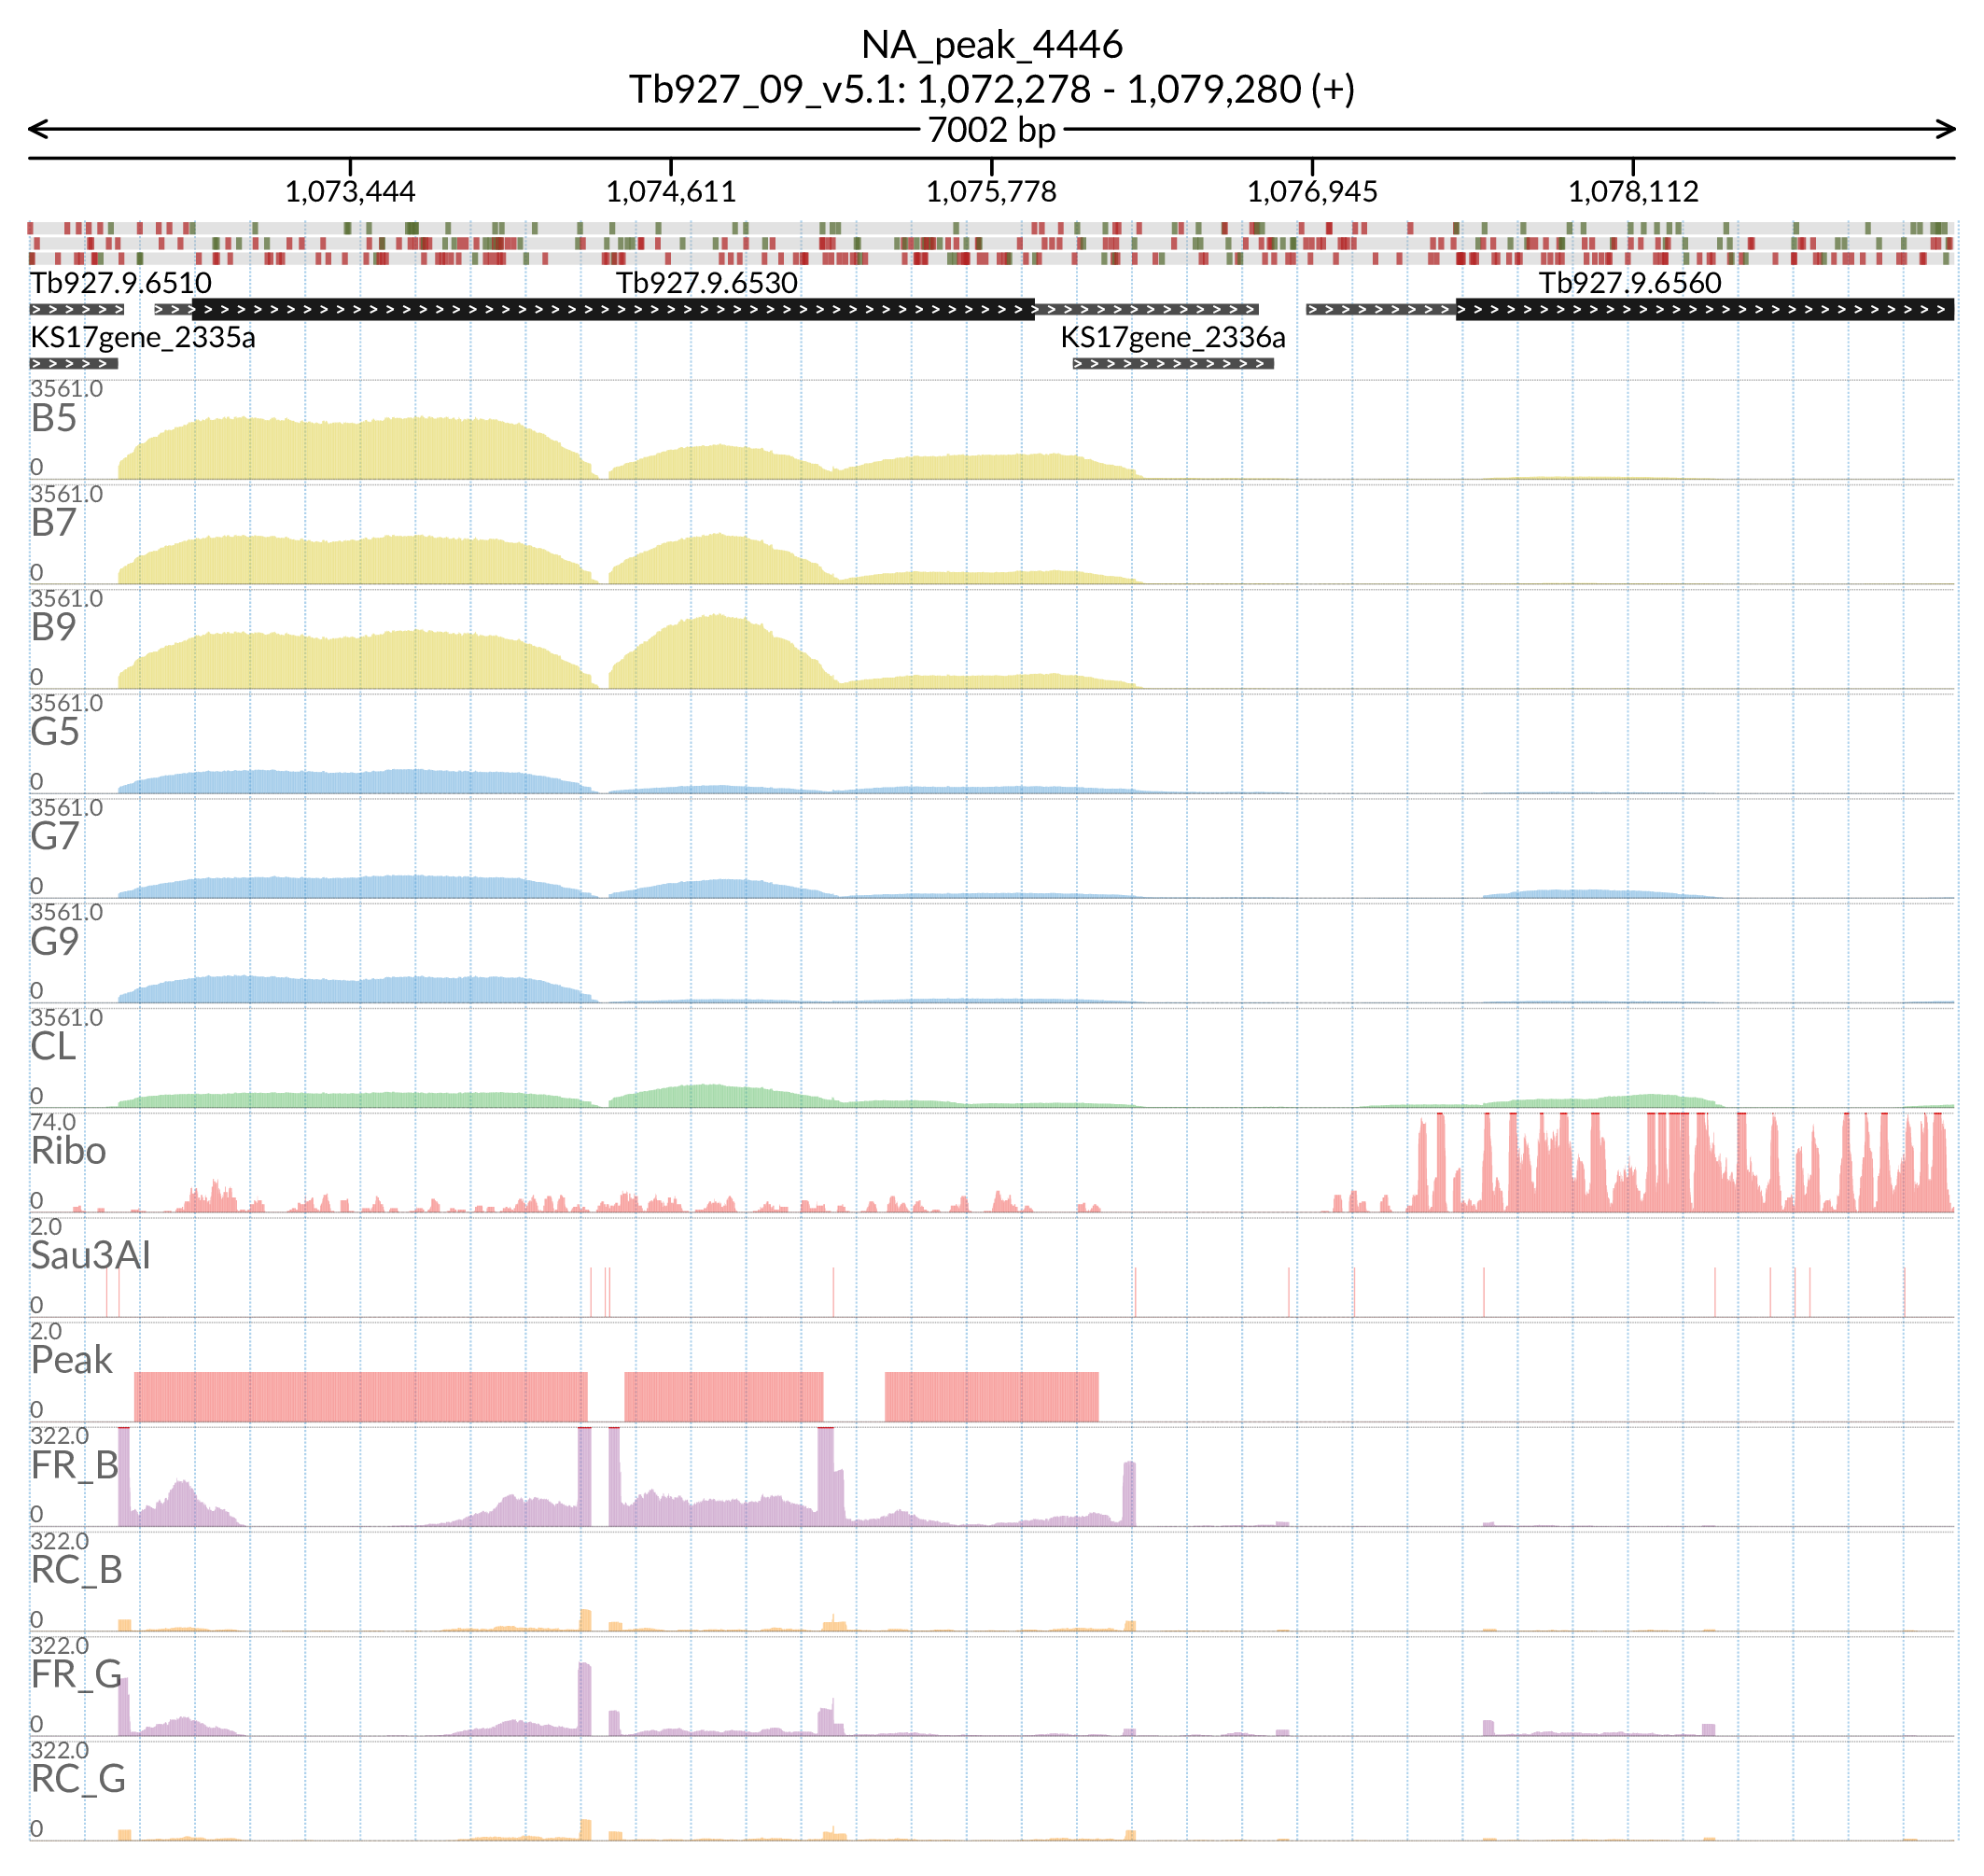 NA_peak_4446
Tb927_09_v5.1: 1,072,278 - 1,079,280 (+)
7002 bp
1,073,444 1,074,611 1,075,778 1,076,945 1,078,112
Tb927.9.6510 Tb927.9.6530 Tb927.9.6560
KS17gene_2335a KS17gene_2336a
3561.0
B5
0
3561.0
B7
0
3561.0
B9
0
3561.0
G5
0
3561.0
G7
0
3561.0
G9
0
3561.0
CL
0
74.0
Ribo
0
2.0
Sau3AI
0
2.0
Peak
0
322.0
FR_B
0
322.0
RC_B
0
322.0
FR_G
0
322.0
RC_G
0